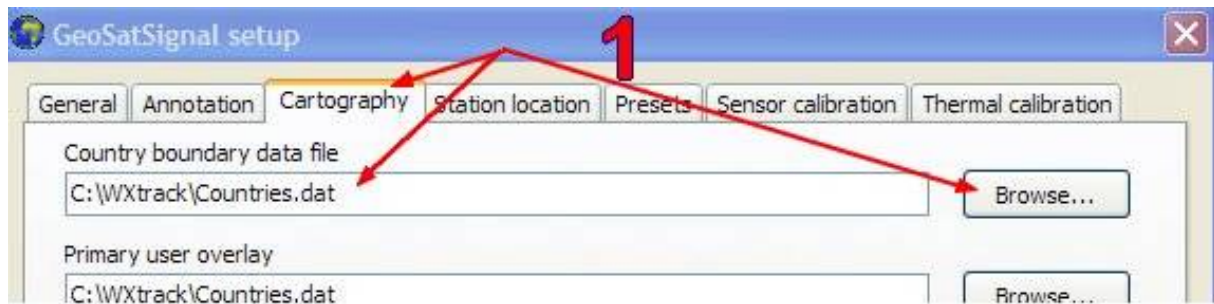 GeoSatSignal setup
1
General Annotation Cartography Station location Presets Sensor calibration Thermal calibration
Country boundary data file
C:\WXtrack\Countries.dat Browse...
Primary user overlay
C:\WXtrack\Countries.dat Browse...